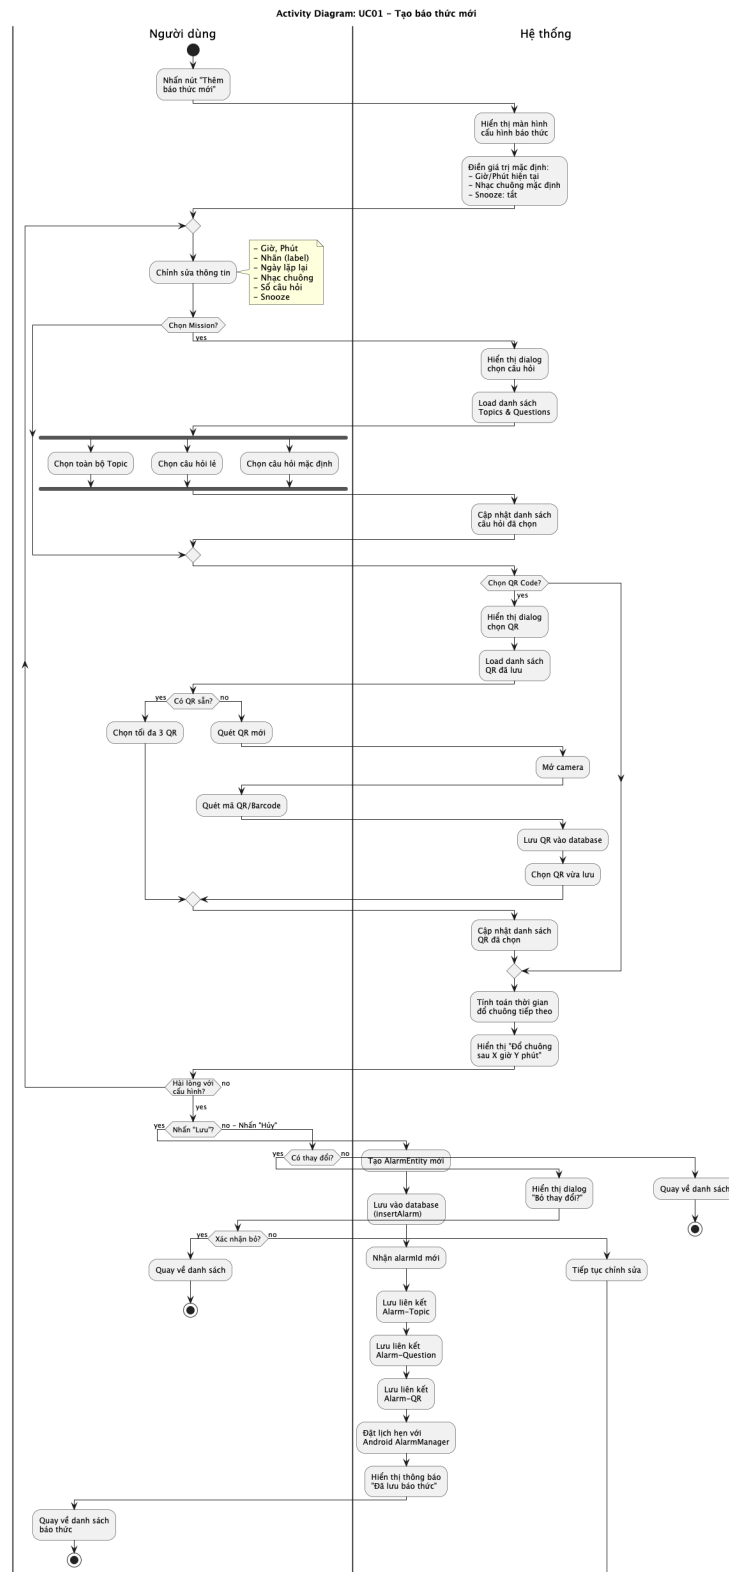 Activity Diagram: UC01 - Tạo báo thức mới
Người dùng
Hệ thống
Nhấn nút "Thêm
báo thức mới"
Hiển thị màn hình
cấu hình báo thức
Điền giá trị mặc định:
- Giờ/Phút hiện tại
- Nhạc chuông mặc định
- Snooze: tắt
- Giờ, Phút
- Nhãn (label)
- Ngày lặp lại
- Nhạc chuông
- Số câu hỏi
- Snooze
Chỉnh sửa thông tin
Chọn Mission?
yes
Hiển thị dialog
chọn câu hỏi
Load danh sách
Topics & Questions
Chọn toàn bộ Topic
Chọn câu hỏi lẻ
Chọn câu hỏi mặc định
Cập nhật danh sách
câu hỏi đã chọn
Chọn QR Code?
yes
Hiển thị dialog
chọn QR
Load danh sách
QR đã lưu
yes
Có QR sẵn?
no
Chọn tối đa 3 QR
Quét QR mới
Mở camera
Quét mã QR/Barcode
Lưu QR vào database
Chọn QR vừa lưu
Cập nhật danh sách
QR đã chọn
Tính toán thời gian
đổ chuông tiếp theo
Hiển thị "Đổ chuông
sau X giờ Y phút"
Hài lòng với
cấu hình?
no
yes
yes
Nhấn "Lưu"?
no - Nhấn "Hủy"
yes
Có thay đổi?
no
Tạo AlarmEntity mới
Quay về danh sách
Hiển thị dialog
"Bỏ thay đổi?"
Lưu vào database
(insertAlarm)
yes
Xác nhận bỏ?
no
Nhận alarmId mới
Quay về danh sách
Tiếp tục chỉnh sửa
Lưu liên kết
Alarm-Topic
Lưu liên kết
Alarm-Question
Lưu liên kết
Alarm-QR
Đặt lịch hẹn với
Android AlarmManager
Hiển thị thông báo
"Đã lưu báo thức"
Quay về danh sách
báo thức